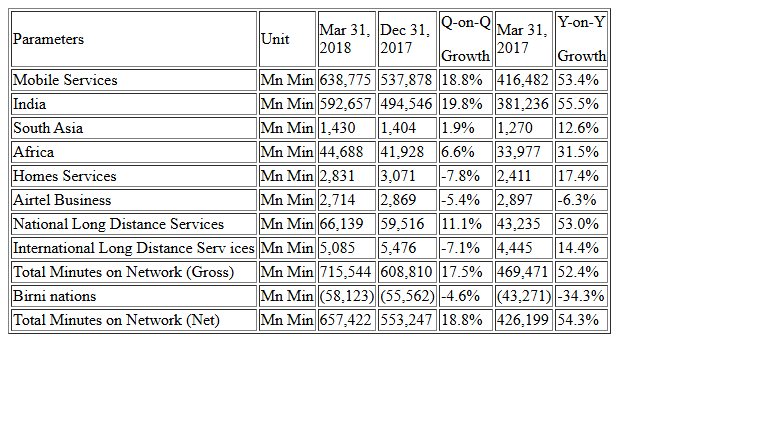 Parameters Unit Mar 31, 2018 Dec 31, 2017 Q-on-Q Growth Mar 31, 2017 Y-on-Y Growth
Mobile Services Mn Min 638,775 537,878 18.8% 416,482 53.4%
India Mn Min 592,657 494,546 19.8% 381,236 55.5%
South Asia Mn Min 1,430 1,404 1.9% 1,270 12.6%
Africa Mn Min 44,688 41,928 6.6% 33,977 31.5%
Homes Services Mn Min 2,831 3,071 -7.8% 2,411 17.4%
Airtel Business Mn Min 2,714 2,869 -5.4% 2,897 -6.3%
National Long Distance Services Mn Min 66,139 59,516 11.1% 43,235 53.0%
International Long Distance Serv ices Mn Min 5,085 5,476 -7.1% 4,445 14.4%
Total Minutes on Network (Gross) Mn Min 715,544 608,810 17.5% 469,471 52.4%
Birni nations Mn Min (58,123) (55,562) -4.6% (43,271) -34.3%
Total Minutes on Network (Net) Mn Min 657,422 553,247 18.8% 426,199 54.3%